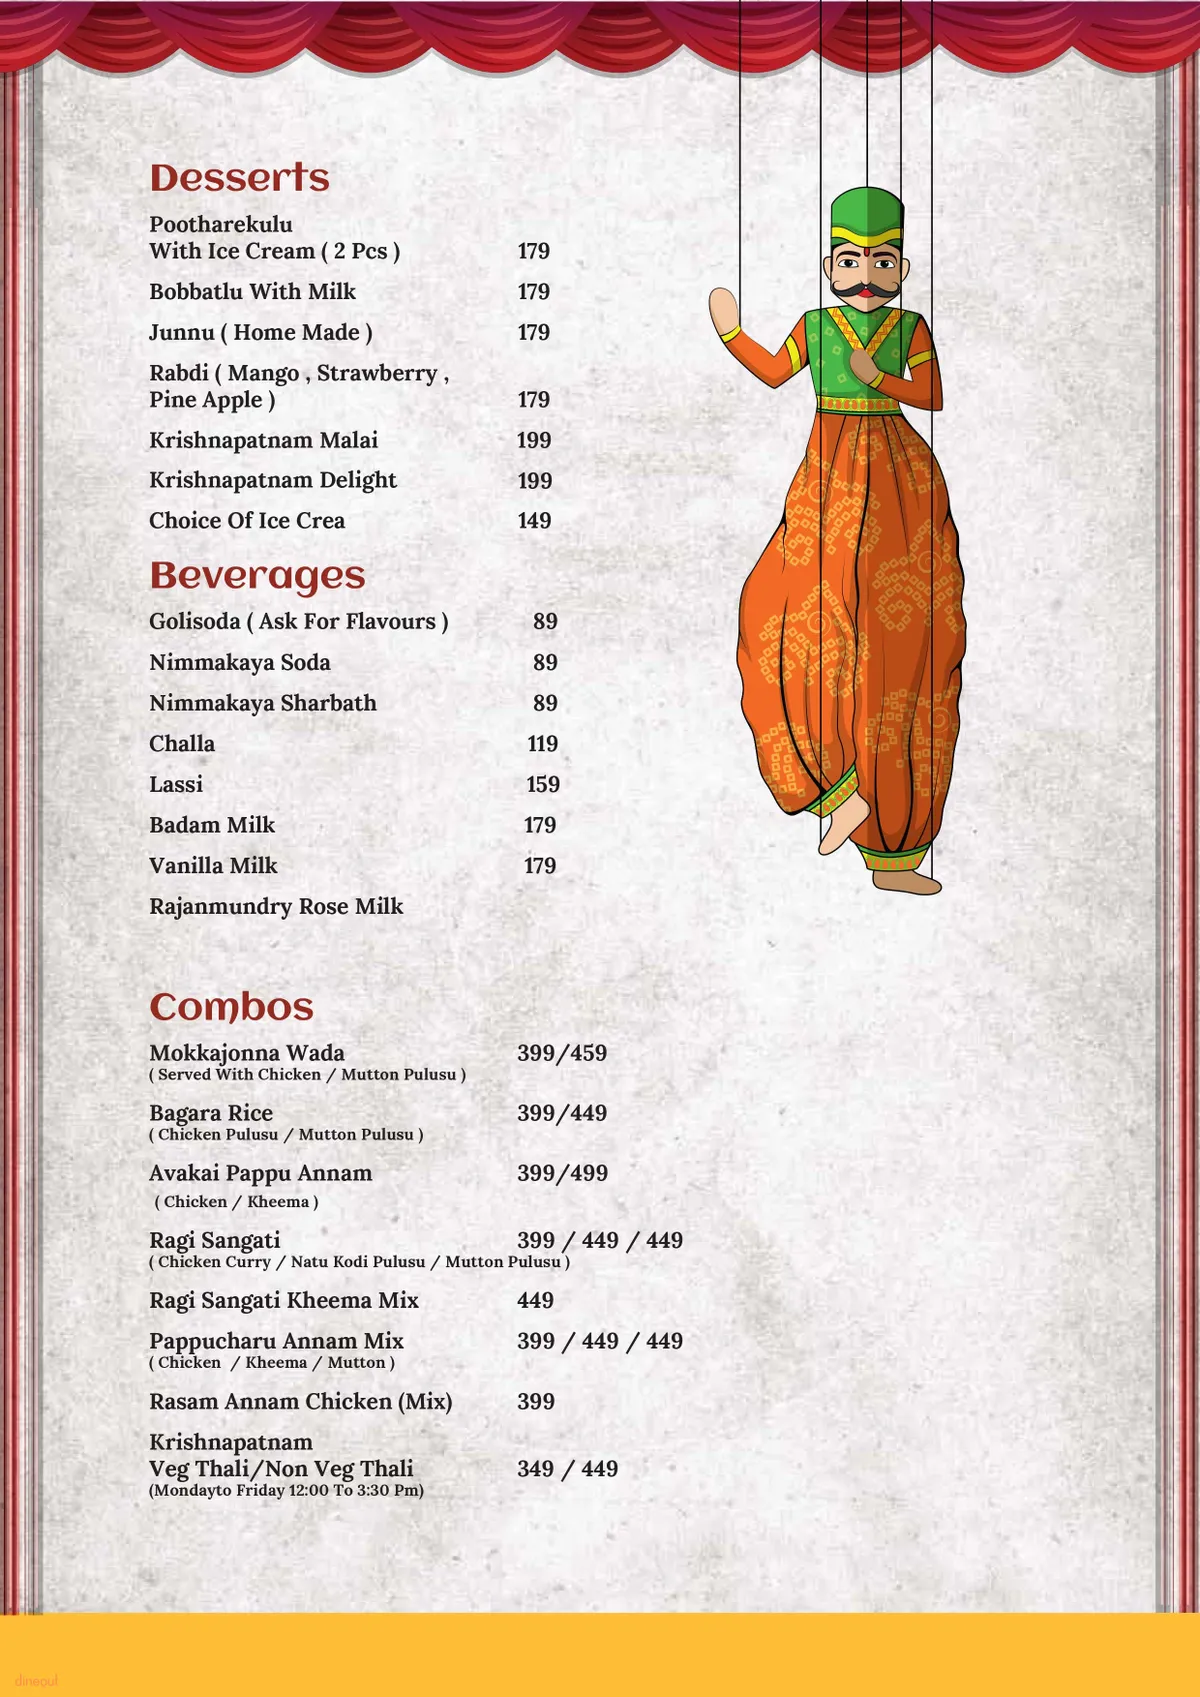 Desserts
Pootharekulu
With Ice Cream ( 2 Pcs ) 179
Bobbatlu With Milk 179
Junnu ( Home Made ) 179
Rabdi ( Mango , Strawberry ,
Pine Apple ) 179
Krishnapatnam Malai 199
Krishnapatnam Delight 199
Choice Of Ice Crea 149
Beverages
Golisoda ( Ask For Flavours ) 89
Nimmakaya Soda 89
Nimmakaya Sharbath 89
Challa 119
Lassi 159
Badam Milk 179
Vanilla Milk 179
Rajanmundry Rose Milk
Combos
Mokkajonna Wada 399/459
( Served With Chicken / Mutton Pulusu )
Bagara Rice 399/449
( Chicken Pulusu / Mutton Pulusu )
Avakai Pappu Annam 399/499
( Chicken / Kheema )
Ragi Sangati 399 / 449 / 449
( Chicken Curry / Natu Kodi Pulusu / Mutton Pulusu )
Ragi Sangati Kheema Mix 449
Pappucharu Annam Mix 399 / 449 / 449
( Chicken / Kheema / Mutton )
Rasam Annam Chicken (Mix) 399
Krishnapatnam
Veg Thali/Non Veg Thali 349 / 449
(Mondayto Friday 12:00 To 3:30 Pm)
dineout